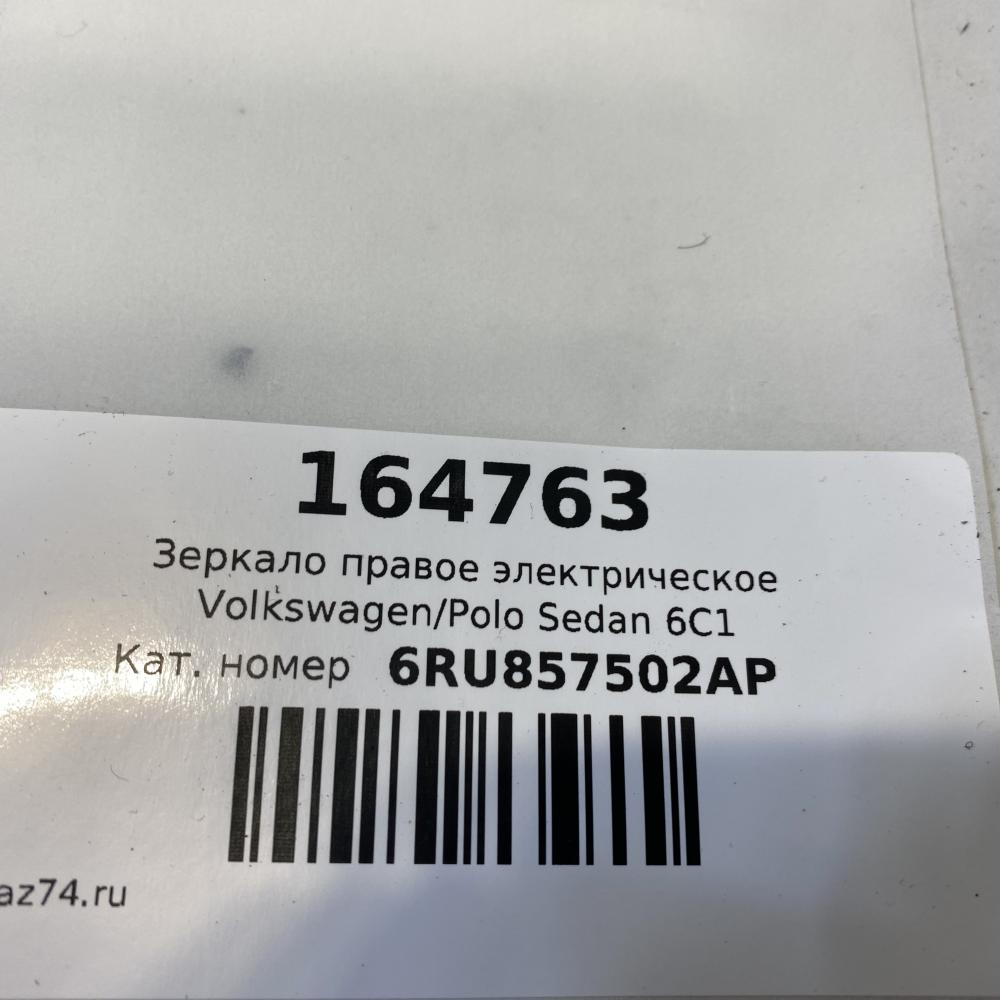 164763
Зеркало правое электрическое
Volkswagen/Polo Sedan 6C1
Кат. номер 6RU857502AP
az74.ru